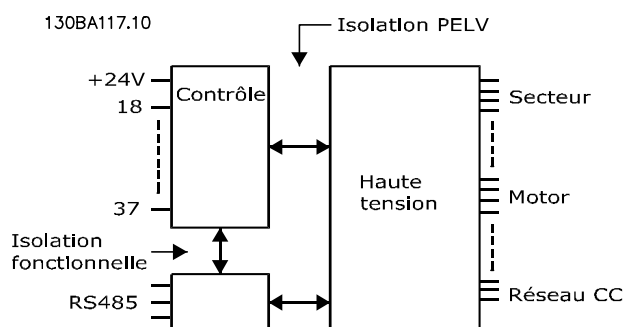 130BA117.10
Isolation PELV
+24V
Contrôle
18
Secteur
Haute
tension
37
Motor
Isolation
fonctionnelle
RS485
Réseau CC